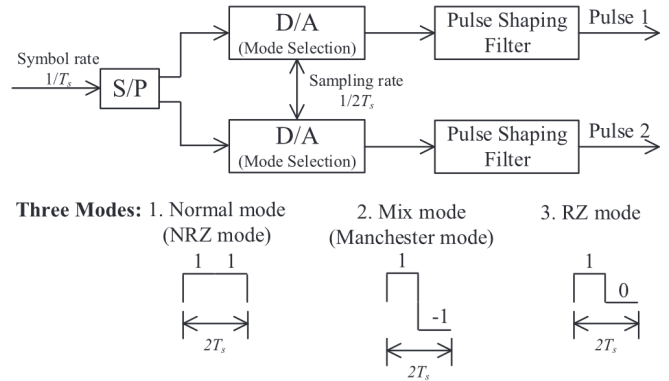 D/A
(Mode Selection)
Pulse Shaping
Filter
Pulse 1
Symbol rate
1/Tₛ
S/P
Sampling rate
1/2Tₛ
D/A
(Mode Selection)
Pulse Shaping
Filter
Pulse 2
Three Modes: 1. Normal mode
(NRZ mode)
2. Mix mode
(Manchester mode)
3. RZ mode
1 1
2Tₛ
1
-1
2Tₛ
1
0
2Tₛ